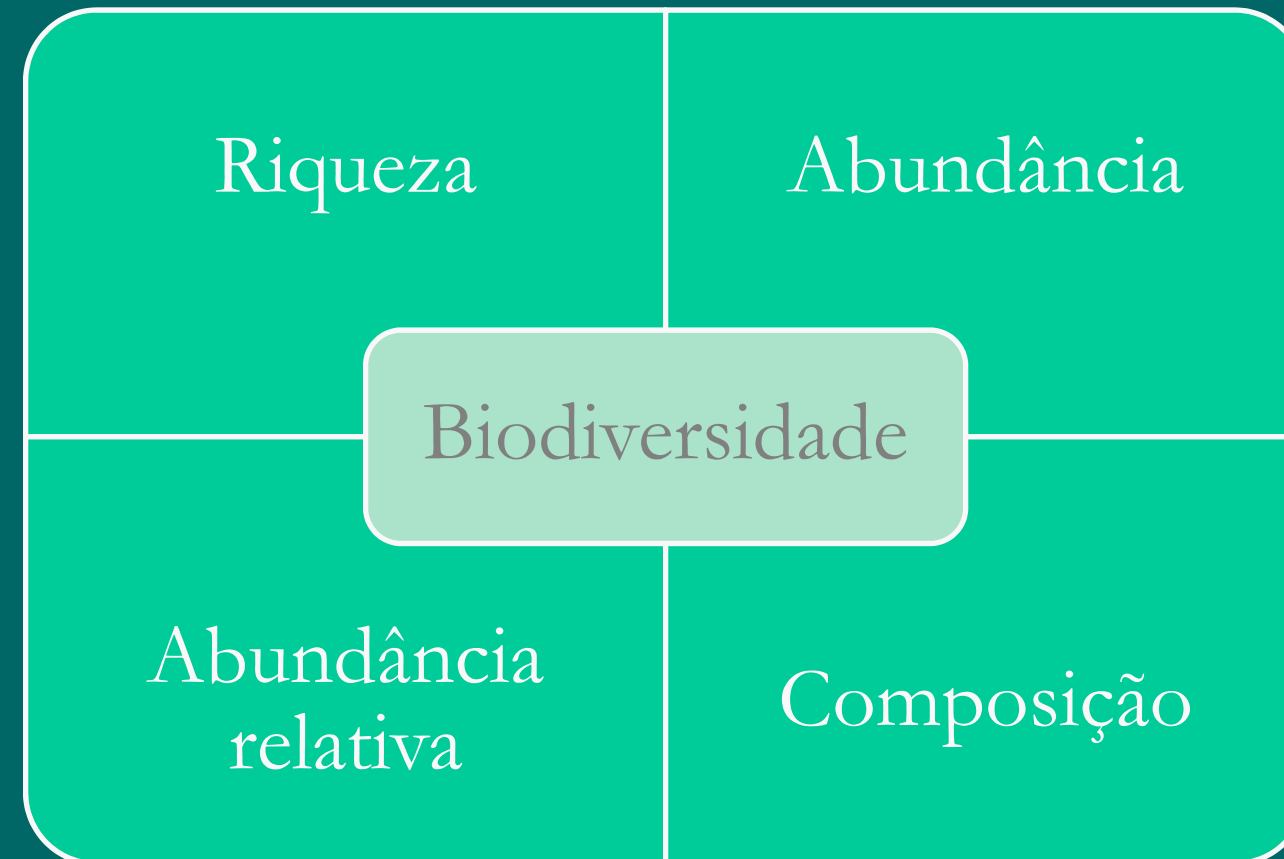 Riqueza
Abundância
Biodiversidade
Abundância
relativa
Composição